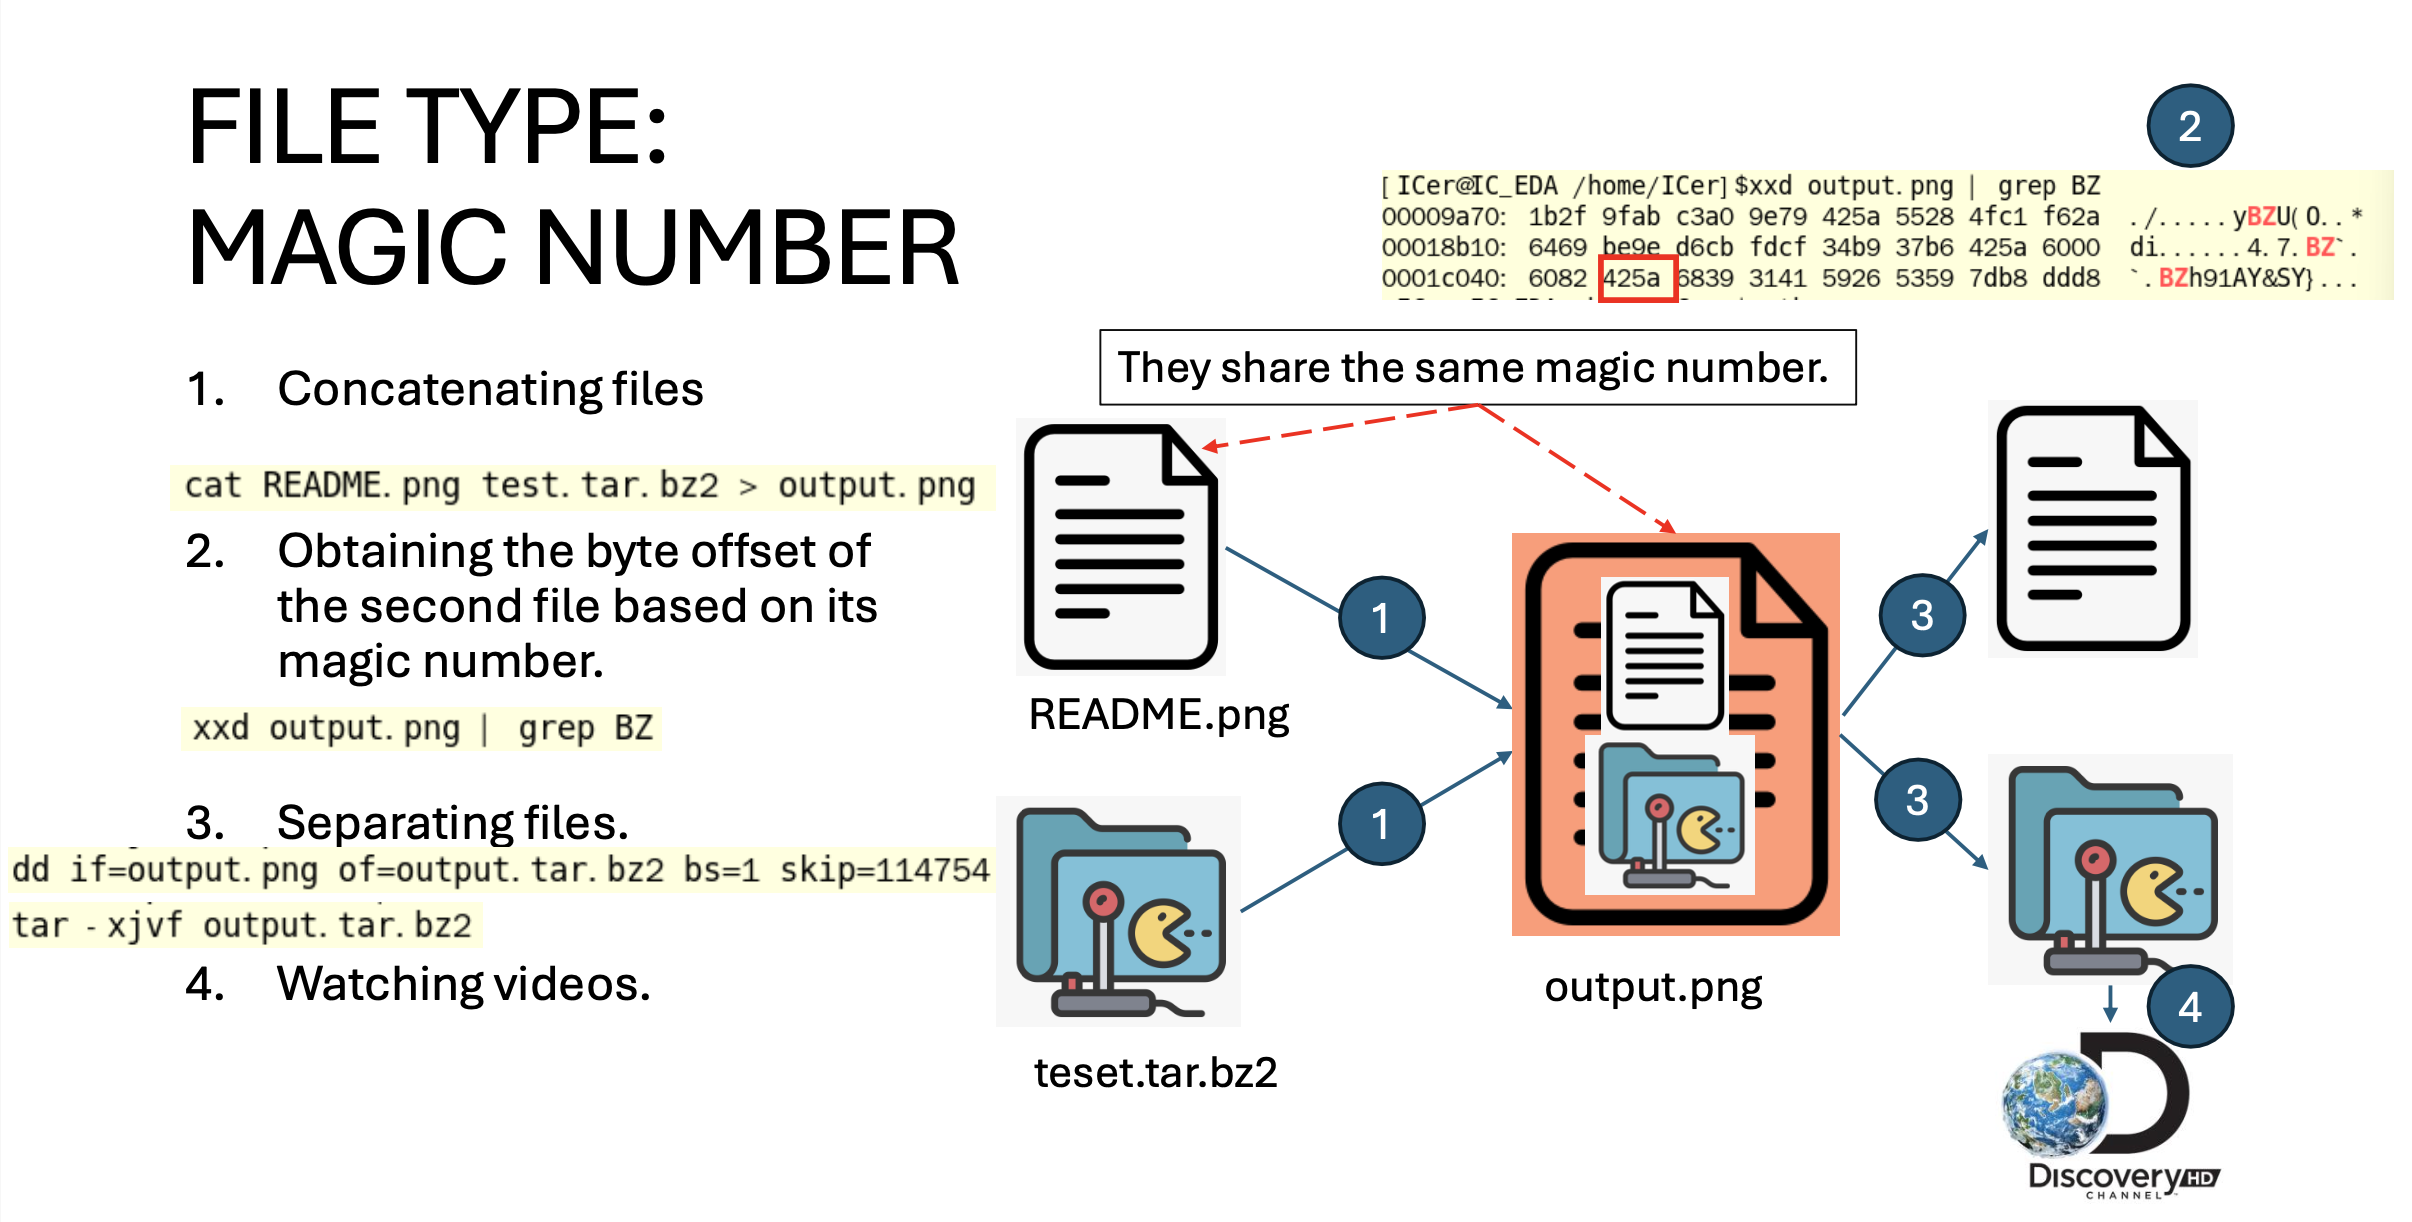 FILE TYPE:
MAGIC NUMBER
1. Concatenating files
cat README.png test.tar.bz2 > output.png
2. Obtaining the byte offset of
the second file based on its
magic number.
xxd output.png | grep BZ
3. Separating files.
dd if=output.png of=output.tar.bz2 bs=1 skip=114754
tar -xjvf output.tar.bz2
4. Watching videos.
2
[ICer@IC_EDA /home/ICer]$xxd output.png | grep BZ
00009a70: 1b2f 9fab c3a0 9e79 425a 5528 4fc1 f62a ./.....yBZU(O..*
00018b10: 6469 be9e d6cb fdcf 34b9 37b6 425a 6000 di......4.7.BZ`.
0001c040: 6082 425a 6839 3141 5926 5359 7db8 ddd8 `.BZh91AY&SY}...
They share the same magic number.
README.png
1
1
teset.tar.bz2
output.png
3
3
4
Discovery HD
CHANNEL